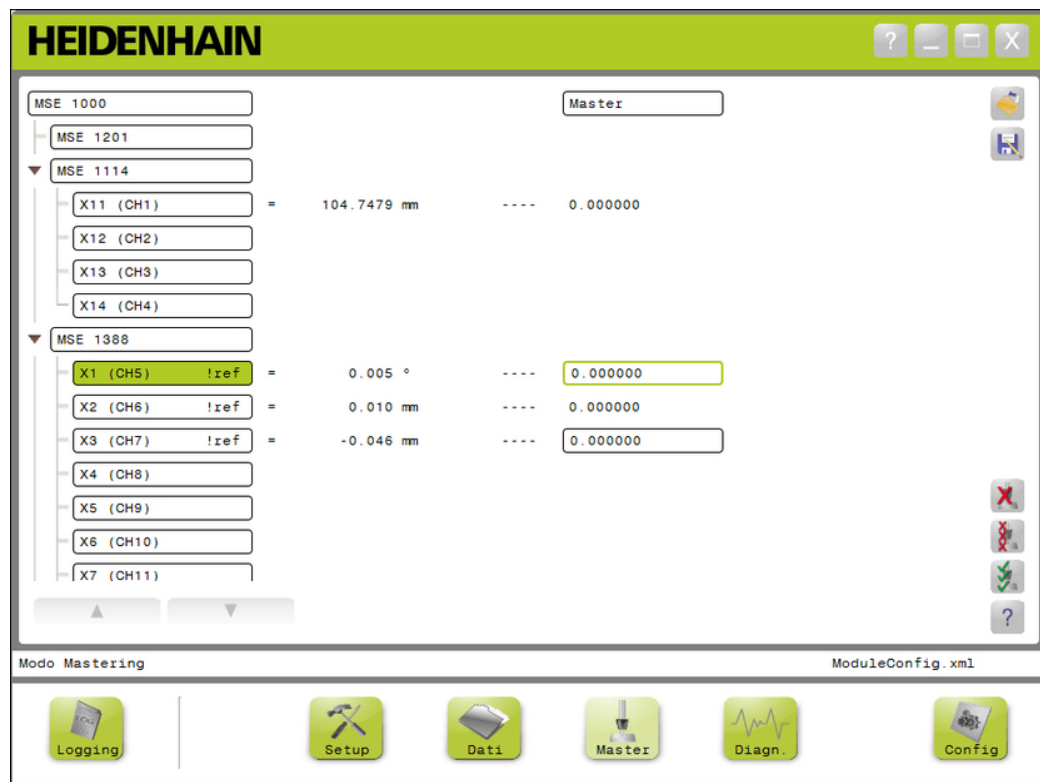 HEIDENHAIN
? _ X
MSE 1000 Master
MSE 1201
MSE 1114
X11 (CH1) = 104.7479 mm ---- 0.000000
X12 (CH2)
X13 (CH3)
X14 (CH4)
MSE 1388
X1 (CH5) !ref = 0.005 ° ---- 0.000000
X2 (CH6) !ref = 0.010 mm ---- 0.000000
X3 (CH7) !ref = -0.046 mm ---- 0.000000
X4 (CH8)
X5 (CH9)
X6 (CH10)
X7 (CH11)
?
Modo Mastering ModuleConfig.xml
LOG
Logging Setup Dati Master Diagn. Config